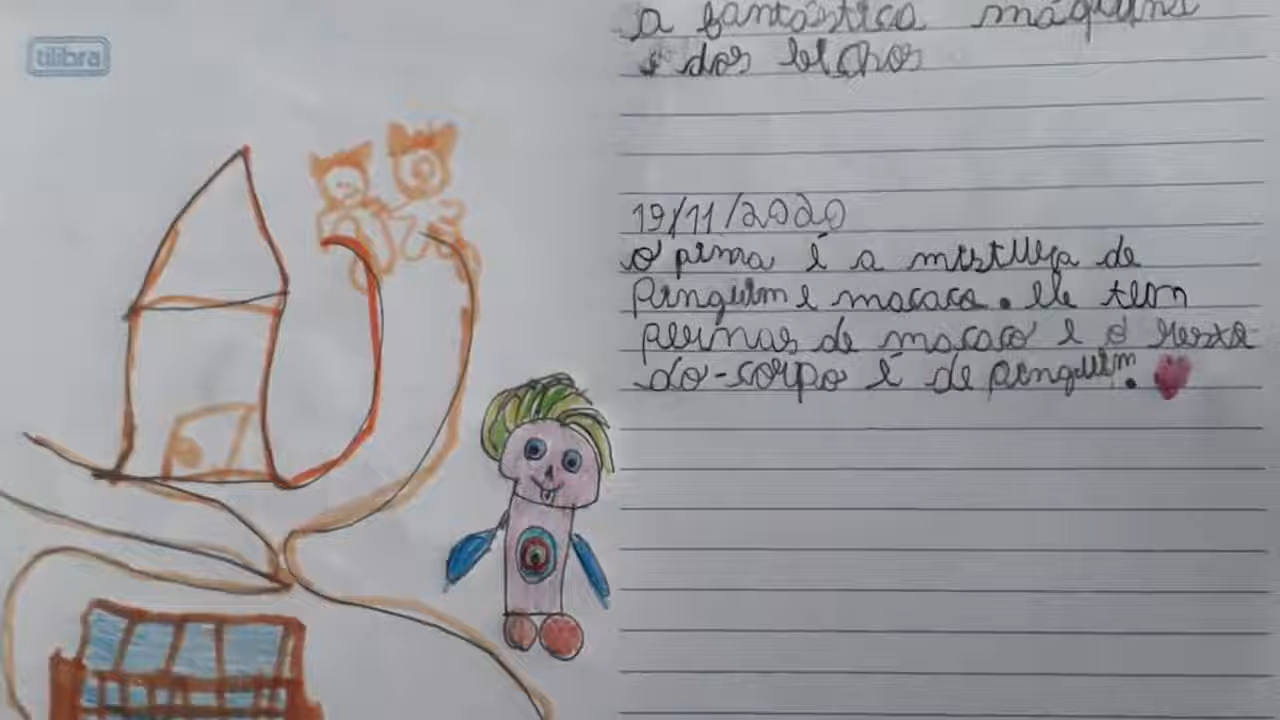 tilibra
a fantástica máquina
dos bichos
19/11/2020
o pima é a mistura de
Pinguim e macaco. ele tem
pernas de macaco e o resto
do-corpo é de pinguim.